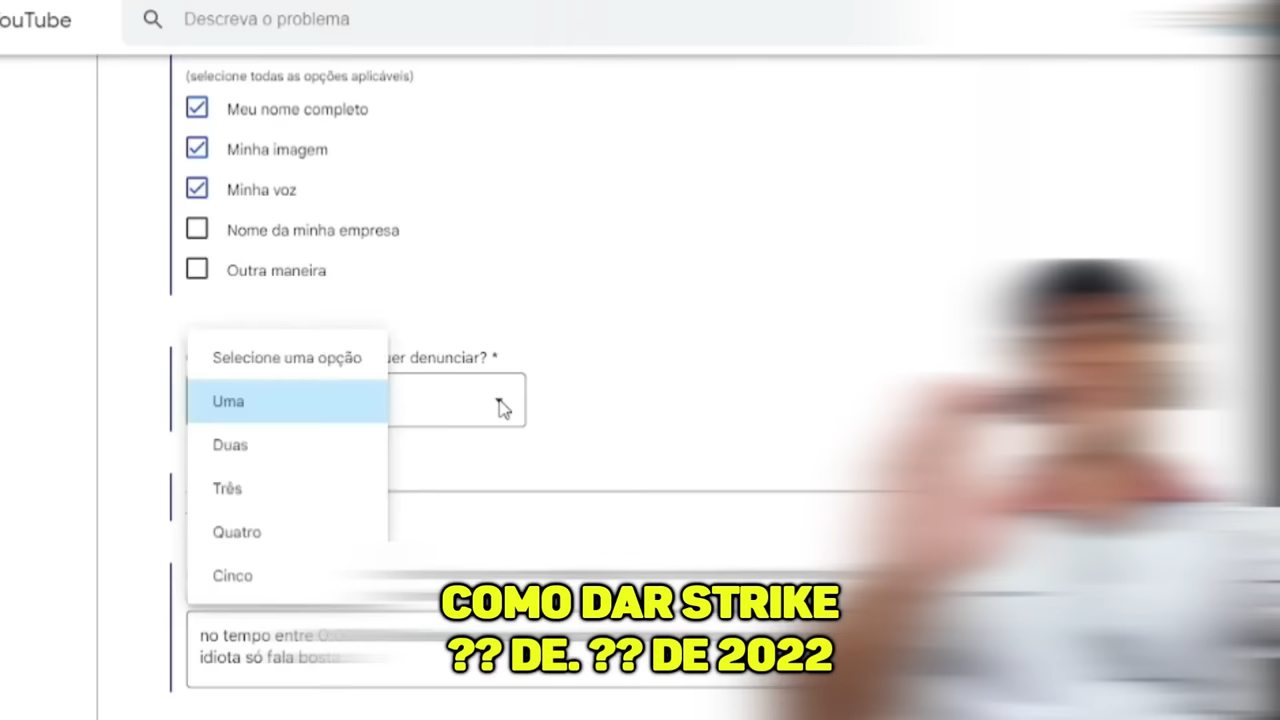 ouTube
Descreva o problema
(selecione todas as opções aplicáveis)
Meu nome completo
Minha imagem
Minha voz
Nome da minha empresa
Outra maneira
Selecione uma opção
uer denunciar? *
Uma
Duas
Três
Quatro
Cinco
no tempo entre
idiota só fala bosta
COMO DAR STRIKE
?? DE. ?? DE 2022